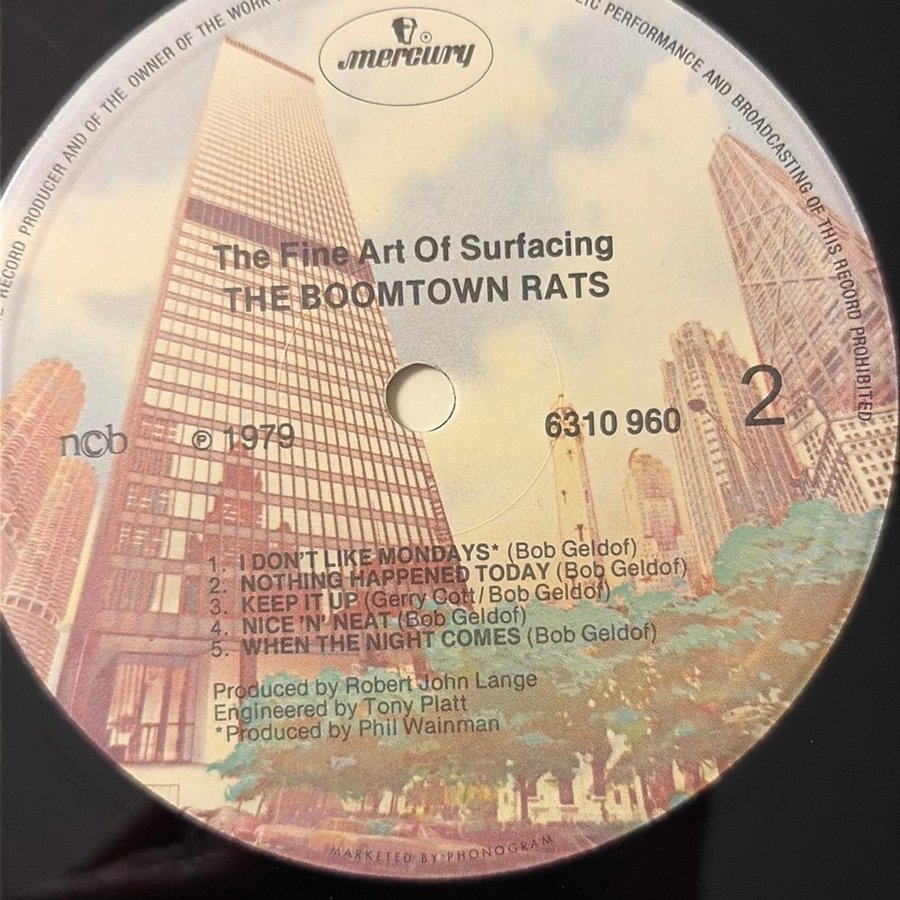 RECORD PRODUCER AND OF THE OWNER OF THE WORK
PERFORMANCE AND BROADCASTING OF THIS RECORD PROHIBITED
mercury
The Fine Art Of Surfacing
THE BOOMTOWN RATS
2
ncb ℗ 1979 6310 960
1. I DON'T LIKE MONDAYS* (Bob Geldof)
2. NOTHING HAPPENED TODAY (Bob Geldof)
3. KEEP IT UP (Gerry Cott/Bob Geldof)
4. NICE 'N' NEAT (Bob Geldof)
5. WHEN THE NIGHT COMES (Bob Geldof)
Produced by Robert John Lange
Engineered by Tony Platt
*Produced by Phil Wainman
MARKETED BY PHONOGRAM